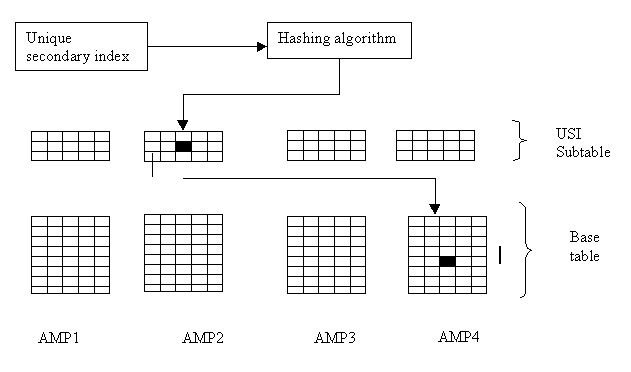 Unique
secondary index
Hashing algorithm
USI
Subtable
Base
table
AMP1
AMP2
AMP3
AMP4